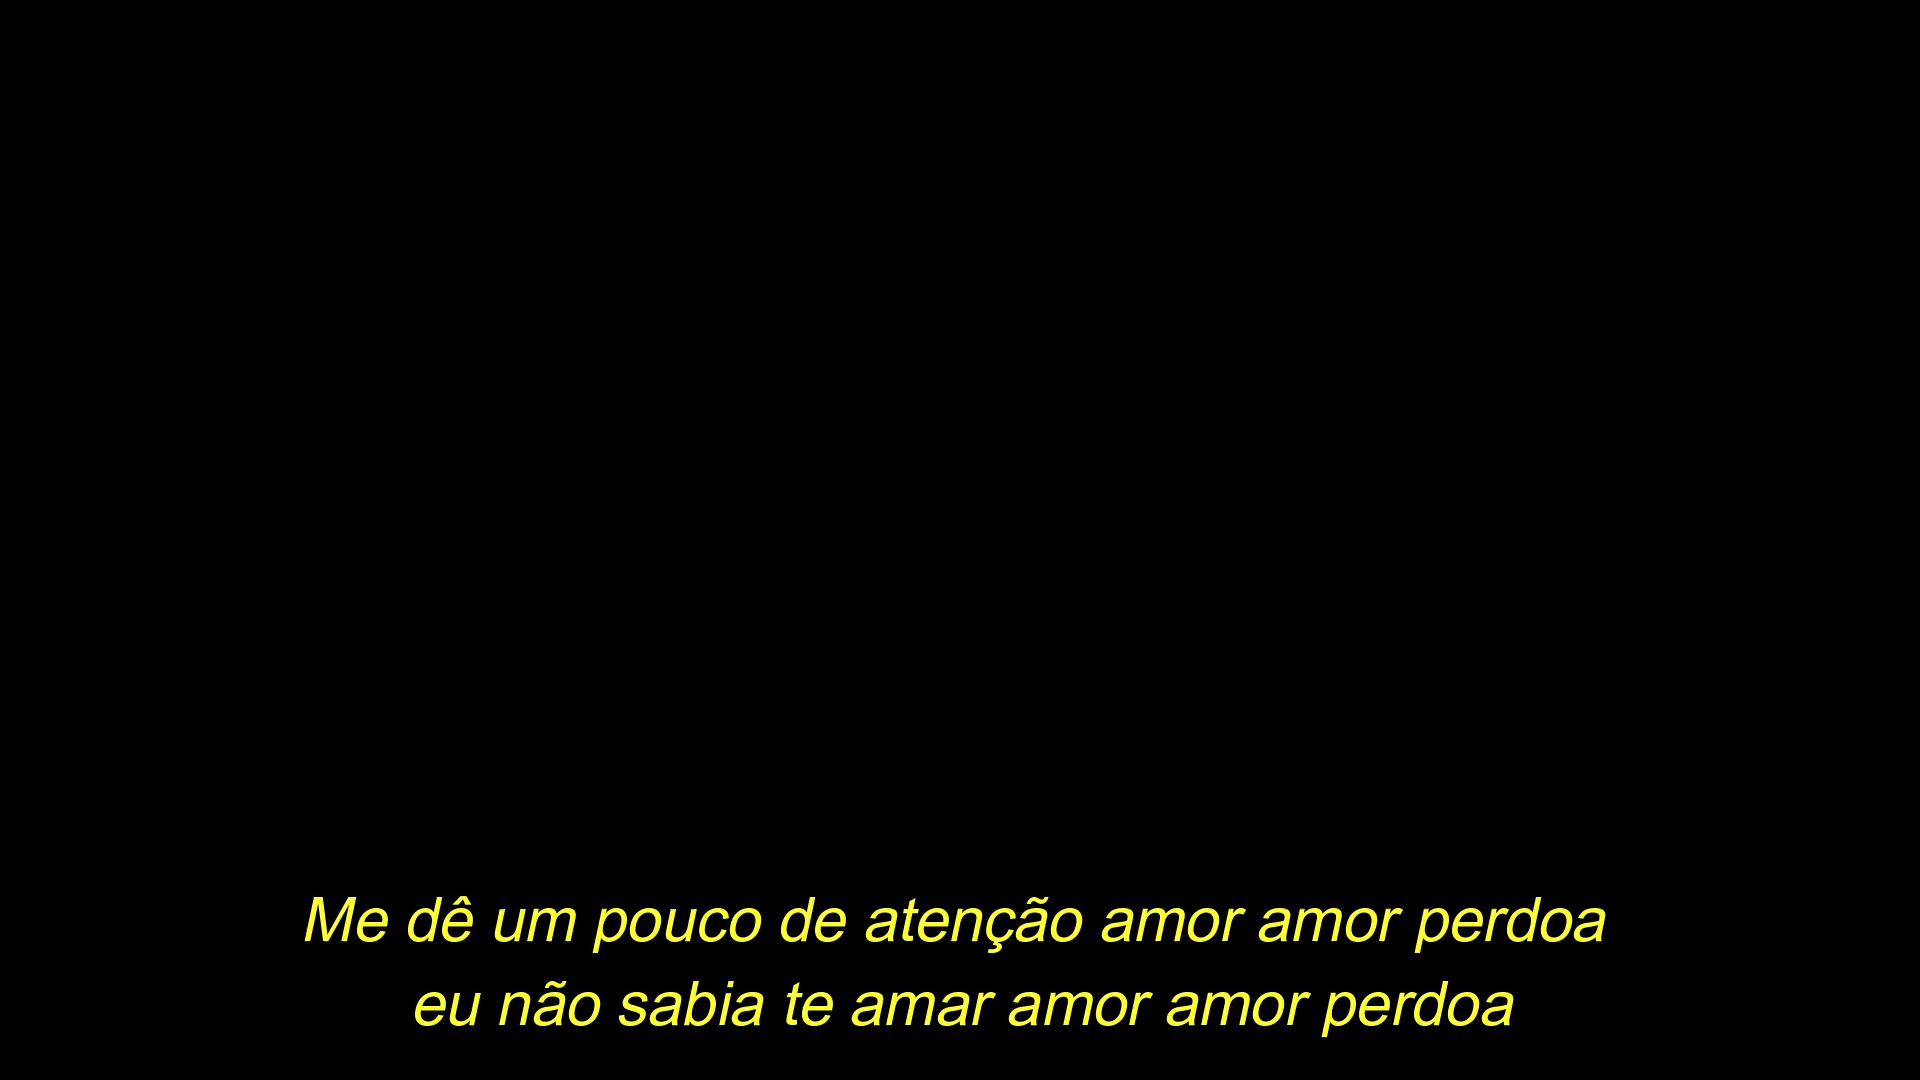 Me dê um pouco de atenção amor amor perdoa
eu não sabia te amar amor amor perdoa